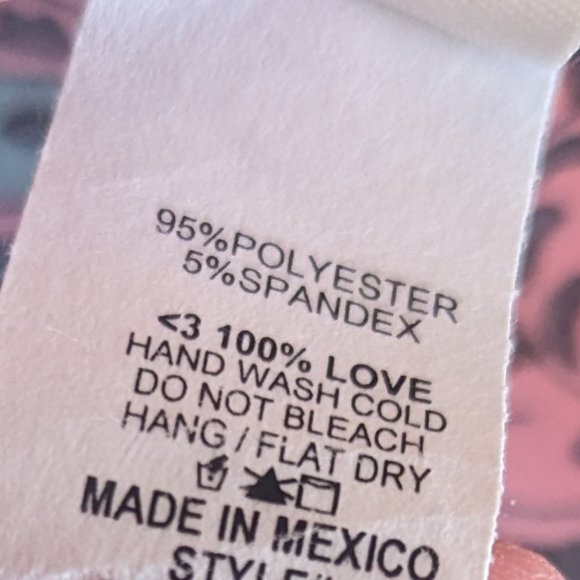 95%POLYESTER
5%SPANDEX
<3 100% LOVE
HAND WASH COLD
DO NOT BLEACH
HANG / FLAT DRY
MADE IN MEXICO